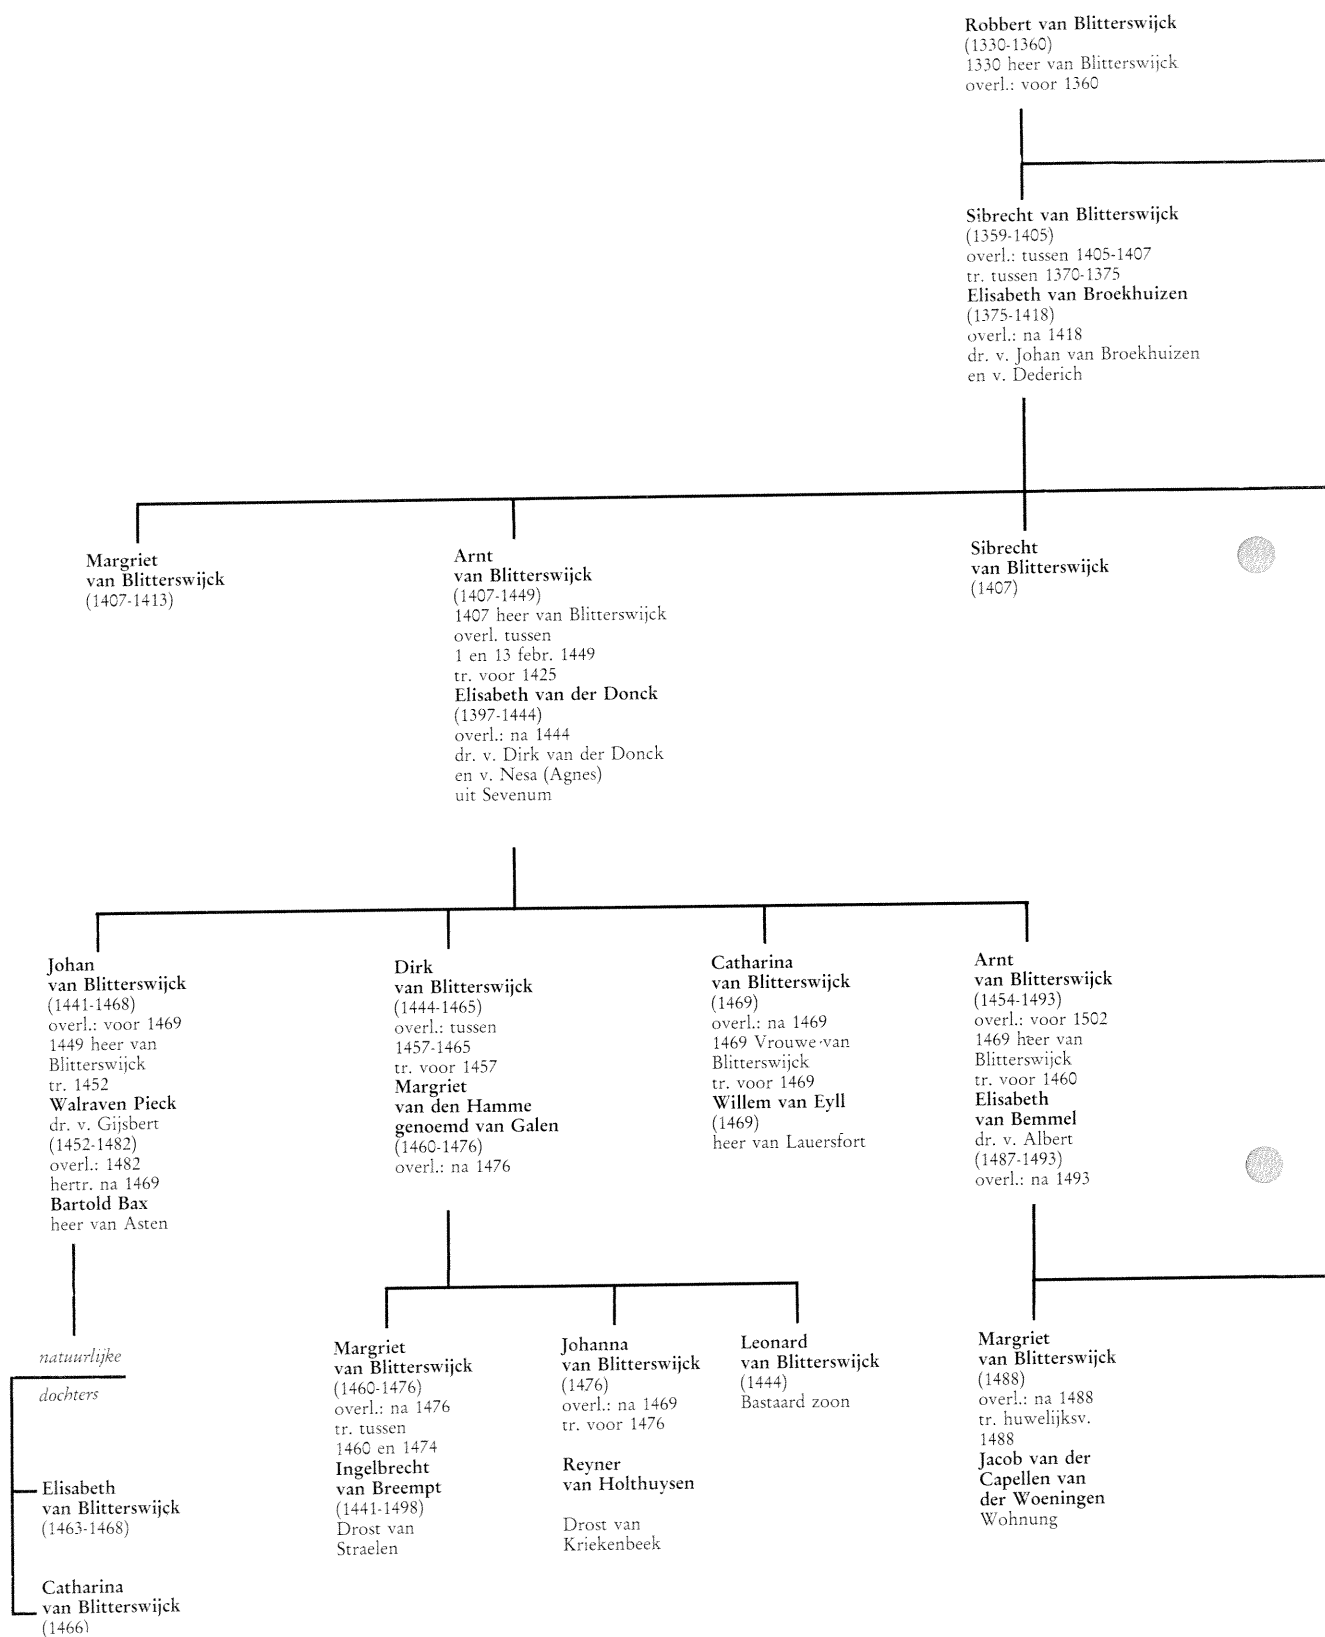 Robbert van Blitterswijck
(1330-1360)
1330 heer van Blitterswijck
overl.: voor 1360
Sibrecht van Blitterswijck
(1359-1405)
overl.: tussen 1405-1407
tr. tussen 1370-1375
Elisabeth van Broekhuizen
(1375-1418)
overl.: na 1418
dr. v. Johan van Broekhuizen
en v. Dederich
Margriet
van Blitterswijck
(1407-1413)
Arnt
van Blitterswijck
(1407-1449)
1407 heer van Blitterswijck
overl. tussen
1 en 13 febr. 1449
tr. voor 1425
Elisabeth van der Donck
(1397-1444)
overl.: na 1444
dr. v. Dirk van der Donck
en v. Nesa (Agnes)
uit Sevenum
Sibrecht
van Blitterswijck
(1407)
Johan
van Blitterswijck
(1441-1468)
overl.: voor 1469
1449 heer van
Blitterswijck
tr. 1452
Walraven Pieck
dr. v. Gijsbert
(1452-1482)
overl.: 1482
hertr. na 1469
Bartold Bax
heer van Asten
Dirk
van Blitterswijck
(1444-1465)
overl.: tussen
1457-1465
tr. voor 1457
Margriet
van den Hamme
genoemd van Galen
(1460-1476)
overl.: na 1476
Catharina
van Blitterswijck
(1469)
overl.: na 1469
1469 Vrouwe van
Blitterswijck
tr. voor 1469
Willem van Eyll
(1469)
heer van Lauersfort
Arnt
van Blitterswijck
(1454-1493)
overl.: voor 1502
1469 heer van
Blitterswijck
tr. voor 1460
Elisabeth
van Bemmel
dr. v. Albert
(1487-1493)
overl.: na 1493
natuurlijke
dochters
Elisabeth
van Blitterswijck
(1463-1468)
Catharina
van Blitterswijck
(1466)
Margriet
van Blitterswijck
(1460-1476)
overl.: na 1476
tr. tussen
1460 en 1474
Ingelbrecht
van Breempt
(1441-1498)
Drost van
Straelen
Johanna
van Blitterswijck
(1476)
overl.: na 1469
tr. voor 1476
Reyner
van Holthuysen
Drost van
Kriekenbeek
Leonard
van Blitterswijck
(1444)
Bastaard zoon
Margriet
van Blitterswijck
(1488)
overl.: na 1488
tr. huwelijksv.
1488
Jacob van der
Capellen van
der Woeningen
Wohnung